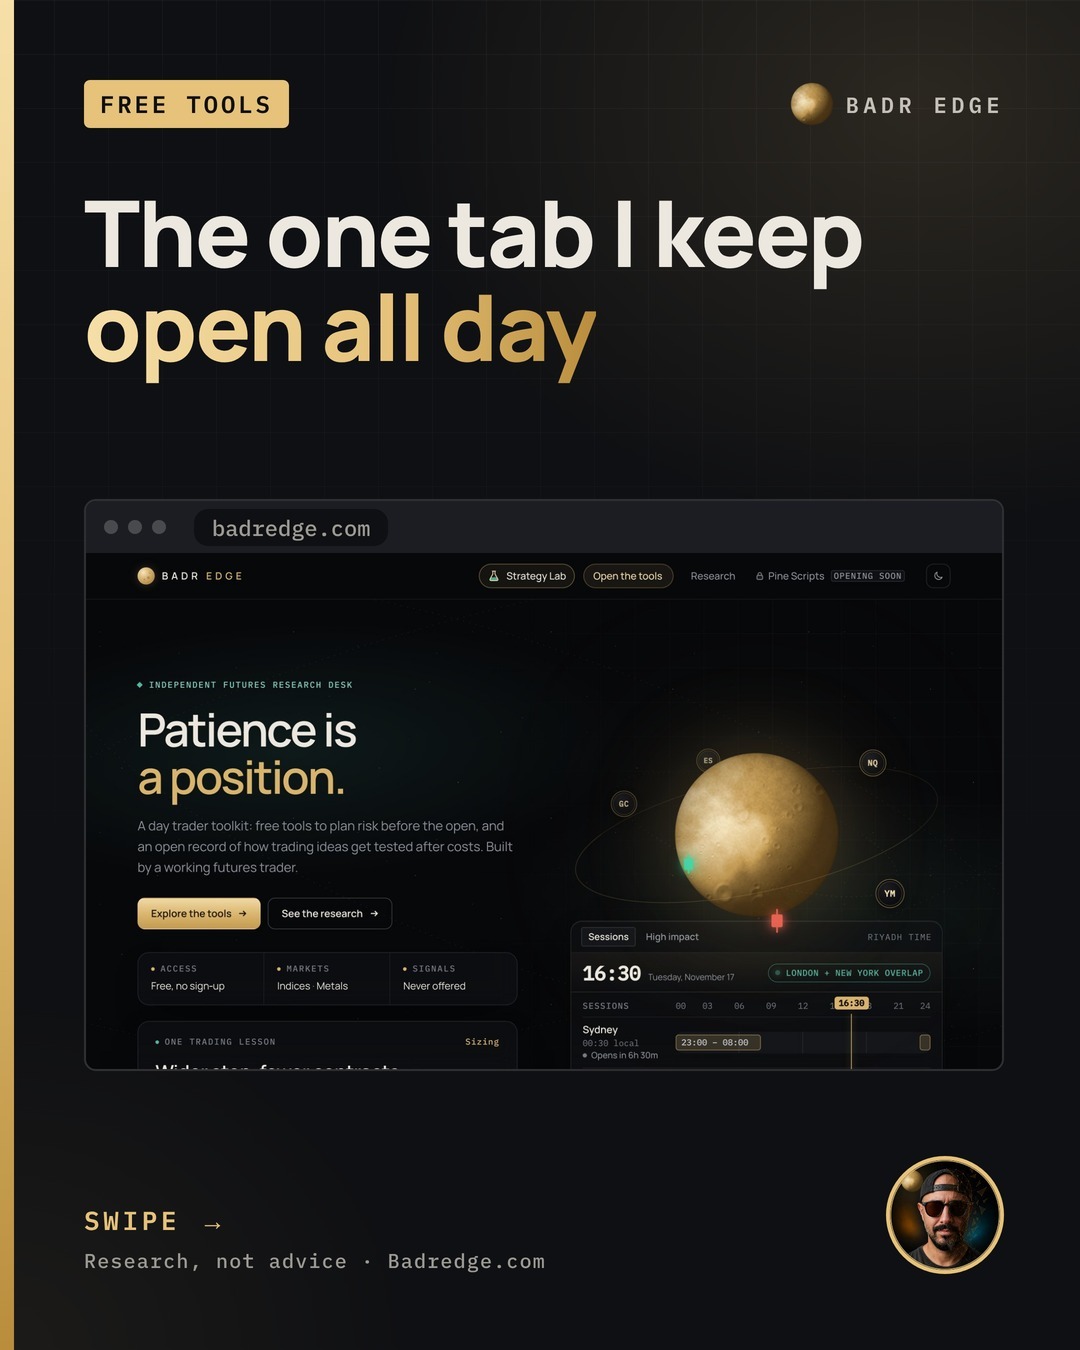 FREE TOOLS
BADR EDGE
The one tab I keep
open all day
badredge.com
BADR EDGE
Strategy Lab
Open the tools
Research
Pine Scripts OPENING SOON
INDEPENDENT FUTURES RESEARCH DESK
Patience is
a position.
A day trader toolkit: free tools to plan risk before the open, and
an open record of how trading ideas get tested after costs. Built
by a working futures trader.
Explore the tools →
See the research →
ACCESS
Free, no sign-up
MARKETS
Indices · Metals
SIGNALS
Never offered
ONE TRADING LESSON
Sizing
ES
NQ
GC
YM
Sessions
High impact
RIYADH TIME
16:30 Tuesday, November 17
LONDON + NEW YORK OVERLAP
SESSIONS 00 03 06 09 12 16:30 21 24
Sydney
00:30 local
Opens in 6h 30m
23:00 – 08:00
SWIPE →
Research, not advice · Badredge.com